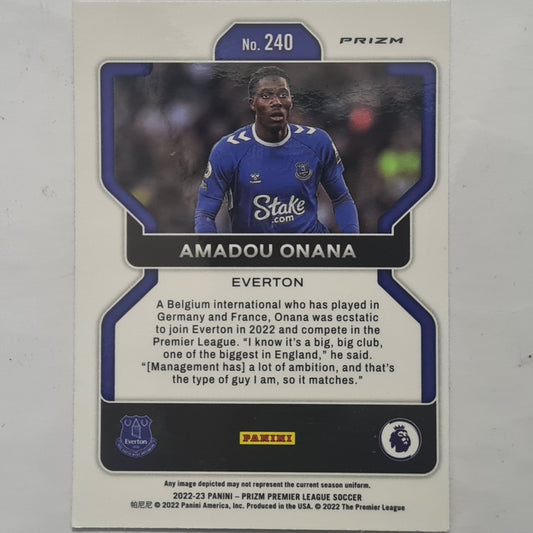 No. 240
PRIZM
Stake
.com
AMADOU ONANA
EVERTON
A Belgium international who has played in
Germany and France, Onana was ecstatic
to join Everton in 2022 and compete in the
Premier League. “I know it’s a big, big club,
one of the biggest in England,” he said.
“[Management has] a lot of ambition, and that’s
the type of guy I am, so it matches.”
Everton
PANINI
Any image depicted may not represent the current season uniform.
2022-23 PANINI – PRIZM PREMIER LEAGUE SOCCER
帕尼尼 © 2022 Panini America, Inc. Produced in the USA. © 2022 The Premier League